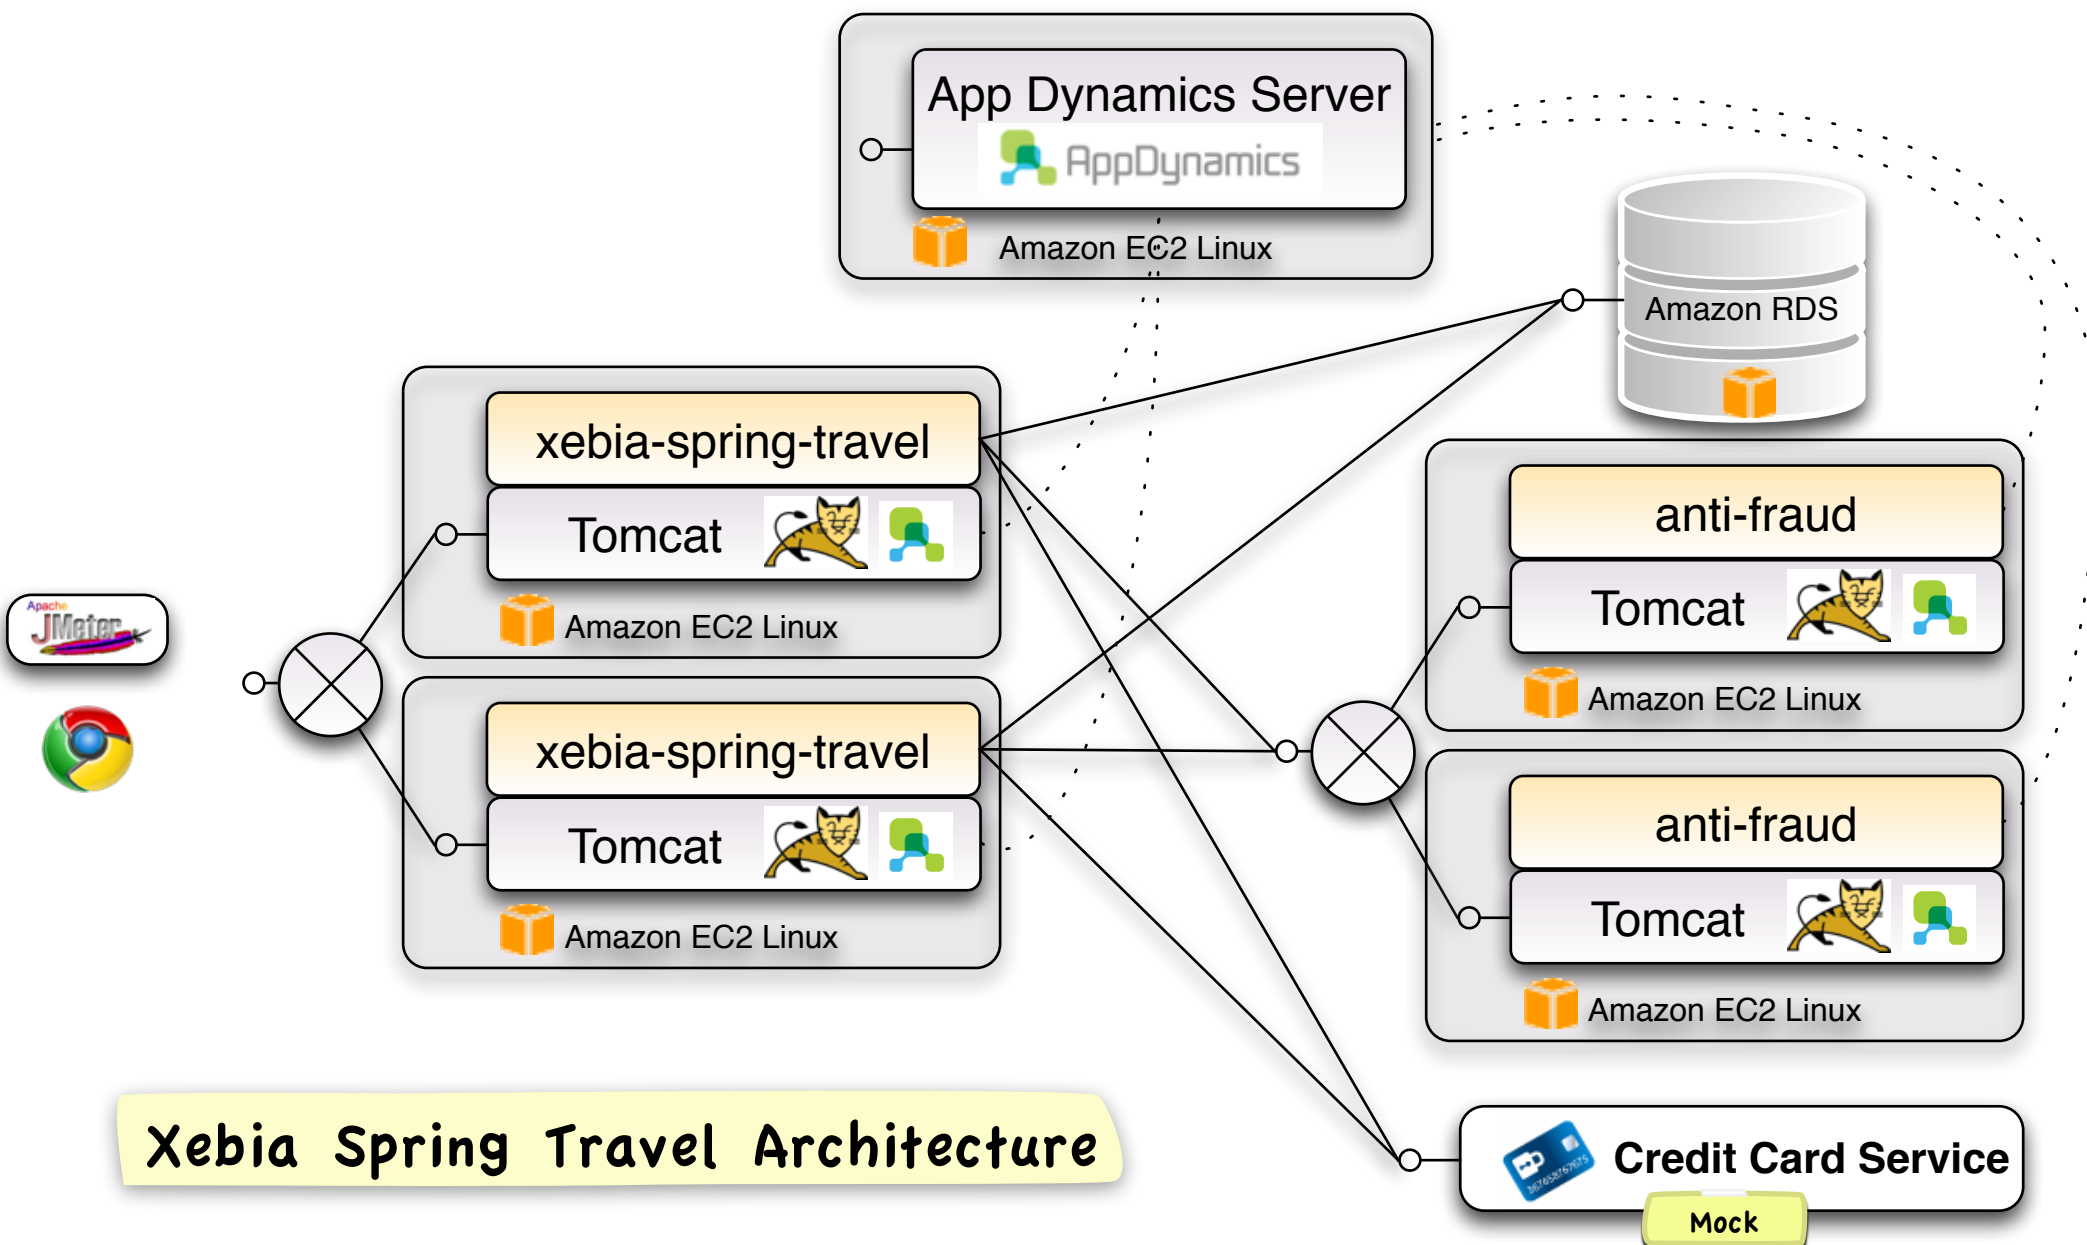 App Dynamics Server
AppDynamics
Amazon EC2 Linux
Amazon RDS
xebia-spring-travel
Tomcat
Amazon EC2 Linux
anti-fraud
Tomcat
Amazon EC2 Linux
Apache
JMeter
xebia-spring-travel
Tomcat
Amazon EC2 Linux
anti-fraud
Tomcat
Amazon EC2 Linux
Xebia Spring Travel Architecture
Credit Card Service
Mock